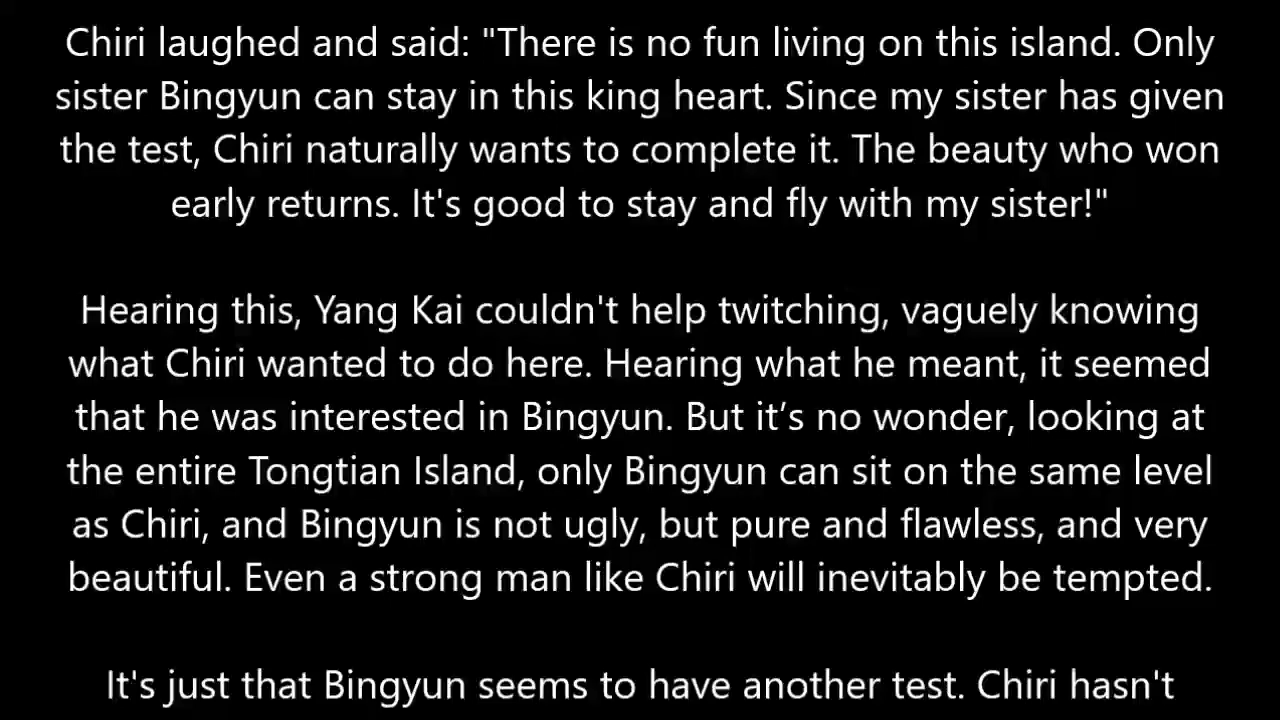 Chiri laughed and said: "There is no fun living on this island. Only
sister Bingyun can stay in this king heart. Since my sister has given
the test, Chiri naturally wants to complete it. The beauty who won
early returns. It's good to stay and fly with my sister!"
Hearing this, Yang Kai couldn't help twitching, vaguely knowing
what Chiri wanted to do here. Hearing what he meant, it seemed
that he was interested in Bingyun. But it’s no wonder, looking at
the entire Tongtian Island, only Bingyun can sit on the same level
as Chiri, and Bingyun is not ugly, but pure and flawless, and very
beautiful. Even a strong man like Chiri will inevitably be tempted.
It's just that Bingyun seems to have another test. Chiri hasn't